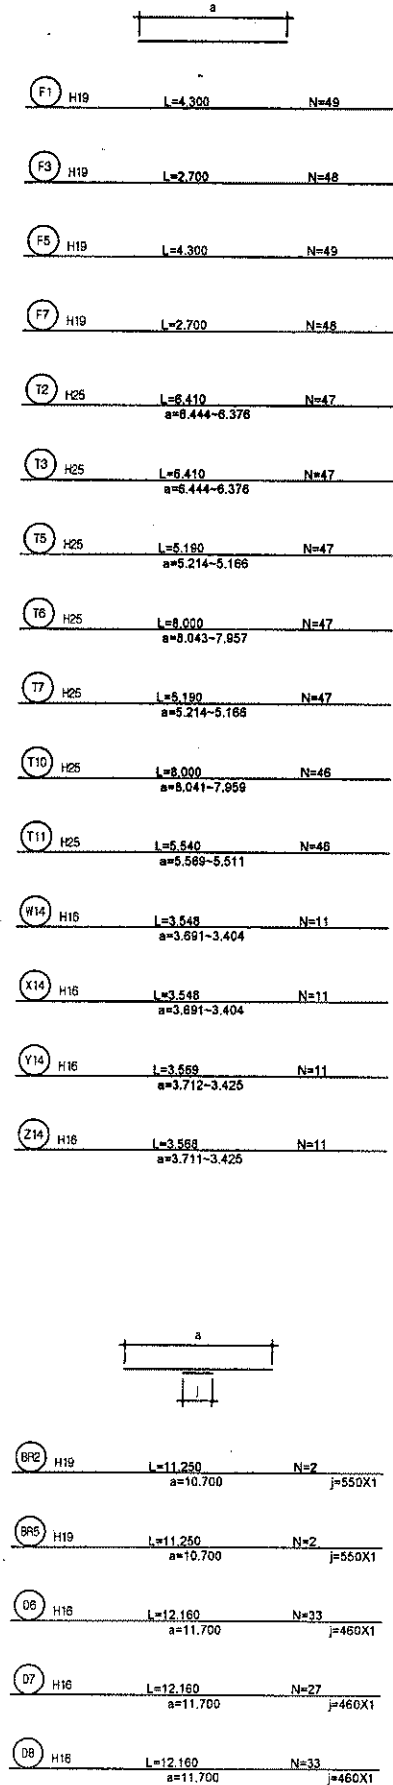 a
F1 H19 L=4.300 N=49
F3 H19 L=2.700 N=48
F5 H19 L=4.300 N=49
F7 H19 L=2.700 N=48
T2 H25 L=6.410 N=47
a=6.444~6.376
T3 H25 L=6.410 N=47
a=6.444~6.376
T5 H25 L=5.190 N=47
a=5.214~5.166
T6 H25 L=8.000 N=47
a=8.043~7.957
T7 H25 L=5.190 N=47
a=5.214~5.166
T10 H25 L=8.000 N=46
a=8.041~7.959
T11 H25 L=5.540 N=46
a=5.569~5.511
W14 H16 L=3.548 N=11
a=3.691~3.404
X14 H16 L=3.548 N=11
a=3.691~3.404
Y14 H16 L=3.569 N=11
a=3.712~3.425
Z14 H16 L=3.568 N=11
a=3.711~3.425
a
j
BR2 H19 L=11.250 N=2
a=10.700 j=550X1
BR5 H19 L=11.250 N=2
a=10.700 j=550X1
D6 H16 L=12.160 N=33
a=11.700 j=460X1
D7 H16 L=12.160 N=27
a=11.700 j=460X1
D8 H16 L=12.160 N=33
a=11.700 j=460X1